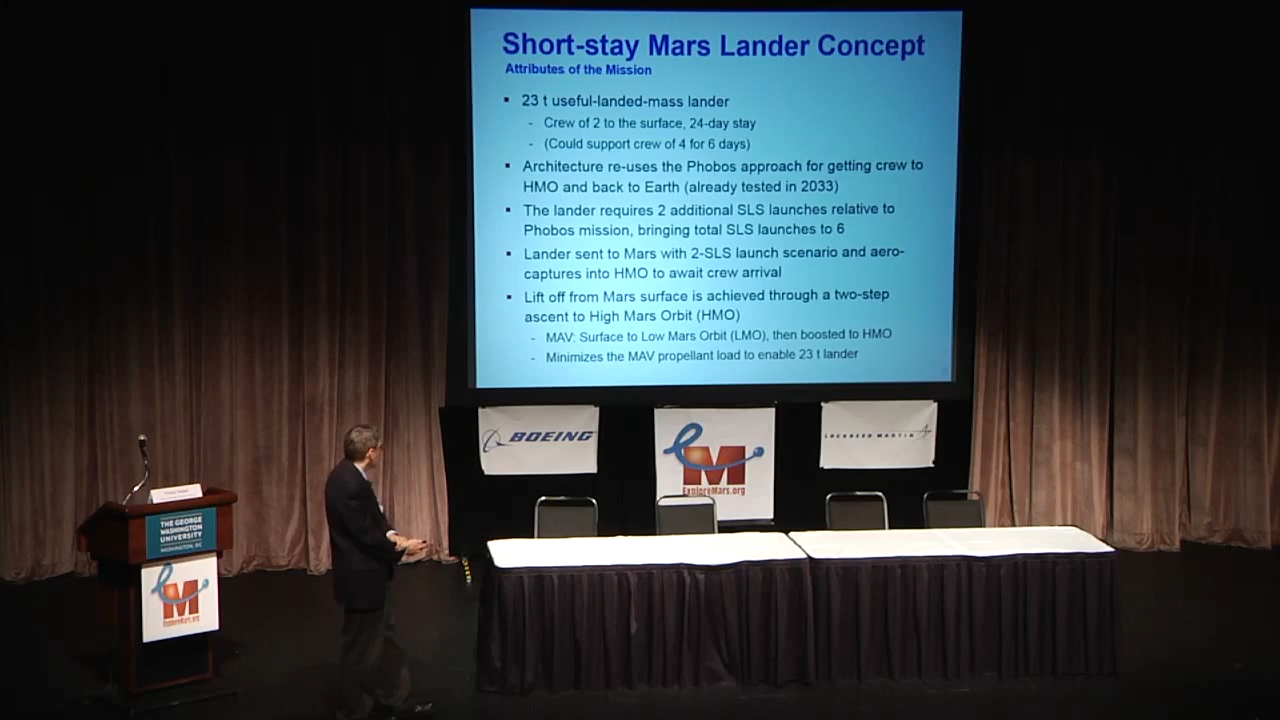 Short-stay Mars Lander Concept
Attributes of the Mission
▪ 23 t useful-landed-mass lander
- Crew of 2 to the surface, 24-day stay
- (Could support crew of 4 for 6 days)
▪ Architecture re-uses the Phobos approach for getting crew to
HMO and back to Earth (already tested in 2033)
▪ The lander requires 2 additional SLS launches relative to
Phobos mission, bringing total SLS launches to 6
▪ Lander sent to Mars with 2-SLS launch scenario and aero-
captures into HMO to await crew arrival
▪ Lift off from Mars surface is achieved through a two-step
ascent to High Mars Orbit (HMO)
- MAV: Surface to Low Mars Orbit (LMO), then boosted to HMO
- Minimizes the MAV propellant load to enable 23 t lander
BOEING
eM
ExploreMars.org
LOCKHEED MARTIN
THE GEORGE
WASHINGTON
UNIVERSITY
WASHINGTON, DC
eM
ExploreMars.org